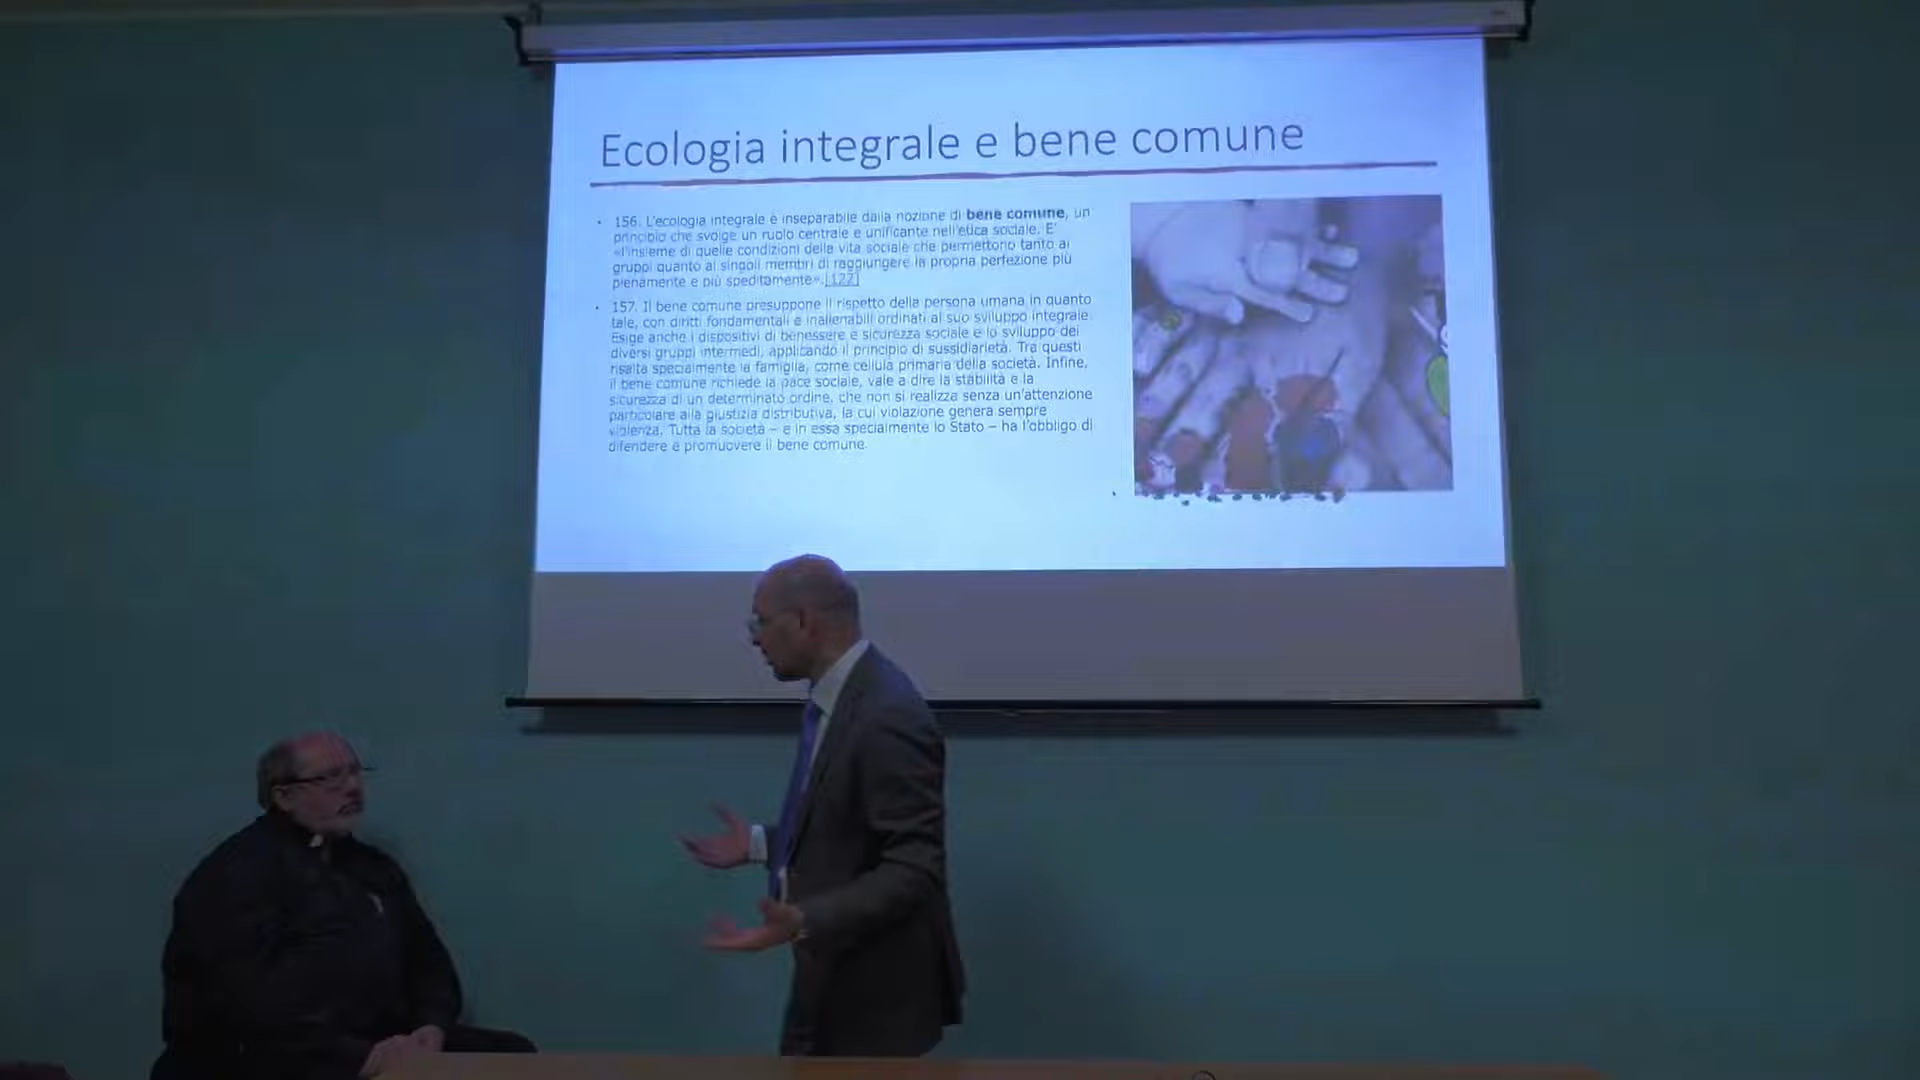 Ecologia integrale e bene comune
156. L'ecologia integrale è inseparabile dalla nozione di bene comune, un
principio che svolge un ruolo centrale e unificante nell'etica sociale. E'
«l'insieme di quelle condizioni della vita sociale che permettono tanto ai
gruppi quanto ai singoli membri di raggiungere la propria perfezione più
pienamente e più speditamente».[122]
157. Il bene comune presuppone il rispetto della persona umana in quanto
tale, con diritti fondamentali e inalienabili ordinati al suo sviluppo integrale.
Esige anche i dispositivi di benessere e sicurezza sociale e lo sviluppo dei
diversi gruppi intermedi, applicando il principio di sussidiarietà. Tra questi
risalta specialmente la famiglia, come cellula primaria della società. Infine,
il bene comune richiede la pace sociale, vale a dire la stabilità e la
sicurezza di un determinato ordine, che non si realizza senza un'attenzione
particolare alla giustizia distributiva, la cui violazione genera sempre
violenza. Tutta la società – e in essa specialmente lo Stato – ha l'obbligo di
difendere e promuovere il bene comune.